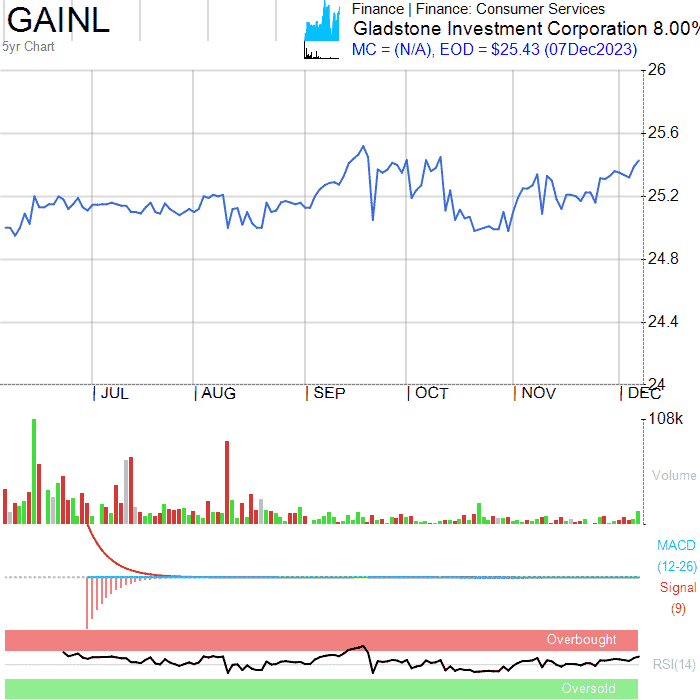 GAINL
5yr Chart
Finance | Finance: Consumer Services
Gladstone Investment Corporation 8.00%
MC = (N/A), EOD = $25.43 (07Dec2023)
26
25.6
25.2
24.8
24.4
24
JUL AUG SEP OCT NOV DEC
108k
Volume
MACD
(12-26)
Signal
(9)
Overbought
RSI(14)
Oversold